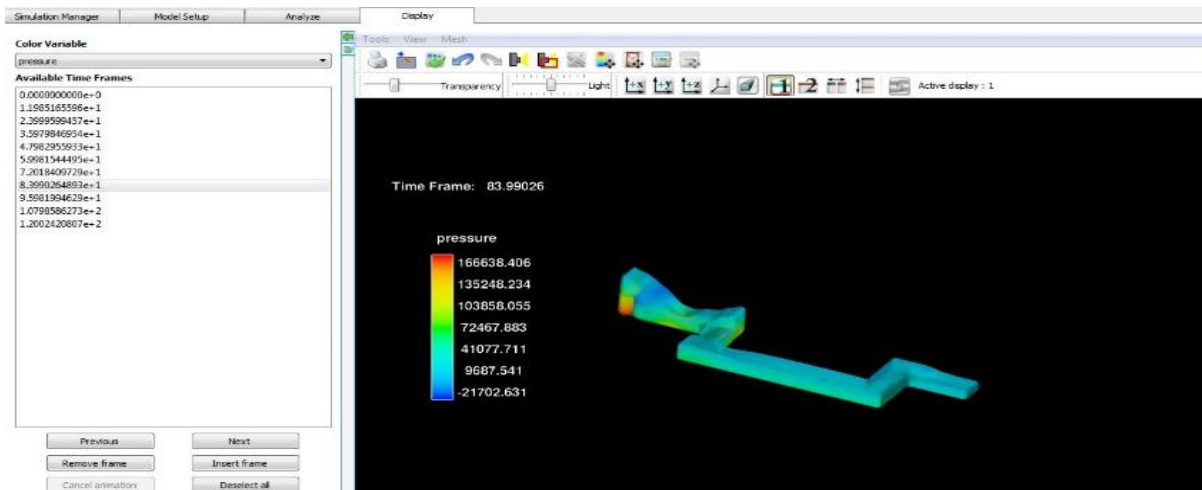 Simulation Manager Model Setup Analyze Display
Color Variable
pressure
Available Time Frames
0.0000000000e+0
1.1985165596e+1
2.3999599457e+1
3.5979846954e+1
4.7982955933e+1
5.9981544495e+1
7.2018409729e+1
8.3990264893e+1
9.5981994629e+1
1.0798586273e+2
1.2002420807e+2
Previous Next
Remove frame Insert frame
Cancel animation Deselect all
Tools View Mesh
Transparency Light +x +y +z 1 2 Active display : 1
Time Frame: 83.99026
pressure
166638.406
135248.234
103858.055
72467.883
41077.711
9687.541
-21702.631